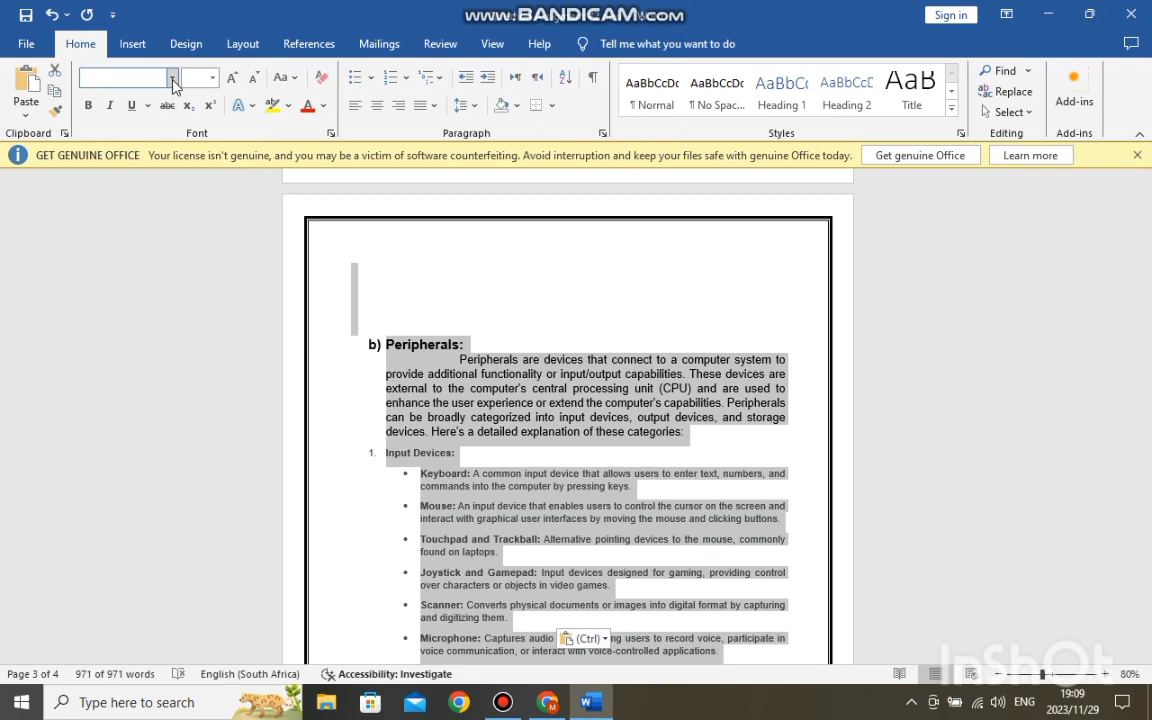 www.BANDICAM.com
Sign in
File Home Insert Design Layout References Mailings Review View Help Tell me what you want to do
Paste
Clipboard
Aa
B I U abc x₂ x² A A
Font
Paragraph
AaBbCcDc AaBbCcDc AaBbCc AaBbCcC AaB
¶ Normal ¶ No Spac... Heading 1 Heading 2 Title
Styles
Find
Replace
Select
Editing
Add-ins
Add-ins
GET GENUINE OFFICE Your license isn't genuine, and you may be a victim of software counterfeiting. Avoid interruption and keep your files safe with genuine Office today. Get genuine Office Learn more
b) Peripherals:
Peripherals are devices that connect to a computer system to
provide additional functionality or input/output capabilities. These devices are
external to the computer's central processing unit (CPU) and are used to
enhance the user experience or extend the computer's capabilities. Peripherals
can be broadly categorized into input devices, output devices, and storage
devices. Here's a detailed explanation of these categories:
1. Input Devices:
• Keyboard: A common input device that allows users to enter text, numbers, and
commands into the computer by pressing keys.
• Mouse: An input device that enables users to control the cursor on the screen and
interact with graphical user interfaces by moving the mouse and clicking buttons.
• Touchpad and Trackball: Alternative pointing devices to the mouse, commonly
found on laptops.
• Joystick and Gamepad: Input devices designed for gaming, providing control
over characters or objects in video games.
• Scanner: Converts physical documents or images into digital format by capturing
and digitizing them.
• Microphone: Captures audio (Ctrl) ng users to record voice, participate in
voice communication, or interact with voice-controlled applications.
InShOt
Page 3 of 4 971 of 971 words English (South Africa) Accessibility: Investigate 80%
Type here to search
ENG
19:09
2023/11/29